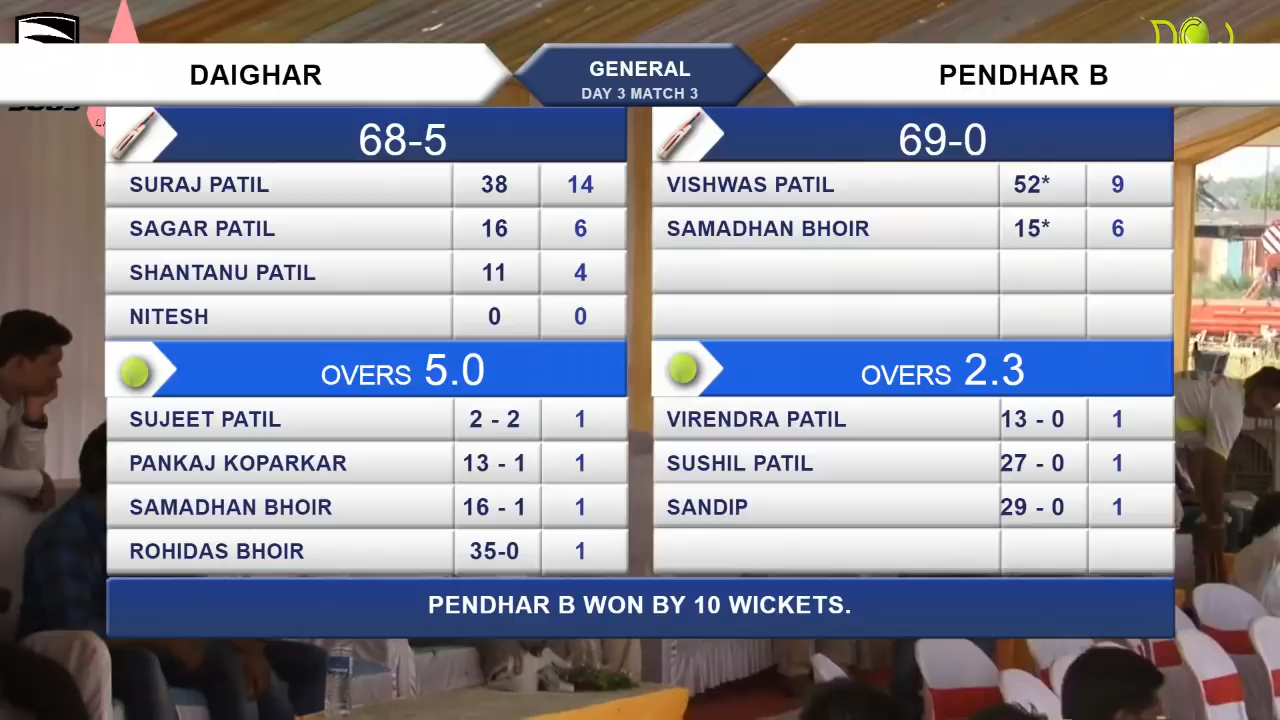 DAIGHAR
GENERAL
DAY 3 MATCH 3
PENDHAR B
68-5
SURAJ PATIL 38 14
SAGAR PATIL 16 6
SHANTANU PATIL 11 4
NITESH 0 0
OVERS 5.0
SUJEET PATIL 2 - 2 1
PANKAJ KOPARKAR 13 - 1 1
SAMADHAN BHOIR 16 - 1 1
ROHIDAS BHOIR 35-0 1
69-0
VISHWAS PATIL 52* 9
SAMADHAN BHOIR 15* 6
OVERS 2.3
VIRENDRA PATIL 13 - 0 1
SUSHIL PATIL 27 - 0 1
SANDIP 29 - 0 1
PENDHAR B WON BY 10 WICKETS.